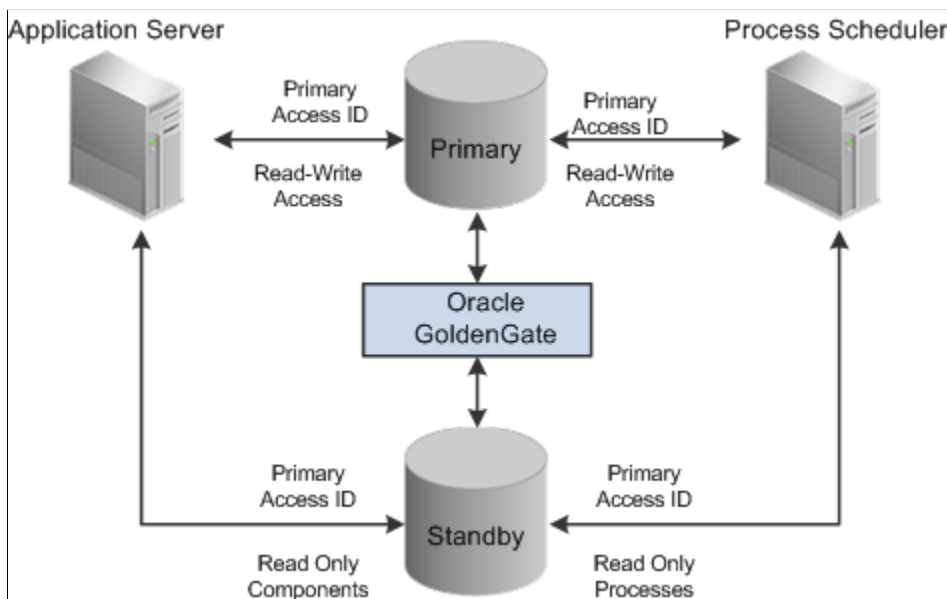 Application Server
Process Scheduler
Primary
Access ID
Primary
Access ID
Primary
Read-Write
Access
Read-Write
Access
Oracle
GoldenGate
Primary
Access ID
Primary
Access ID
Standby
Read Only
Components
Read Only
Processes